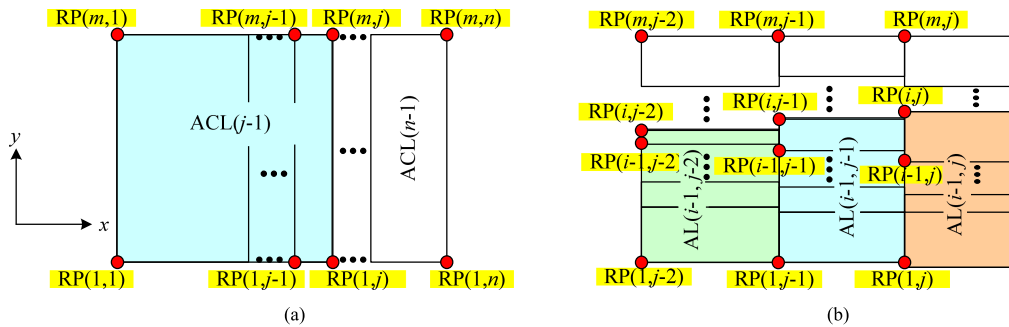 RP(m,1) RP(m,j-1) RP(m,j) RP(m,n)
ACL(j-1)
ACL(n-1)
y
x
RP(1,1) RP(1,j-1) RP(1,j) RP(1,n)
(a)
RP(m,j-2) RP(m,j-1) RP(m,j)
RP(i,j-2) RP(i,j-1) RP(i,j)
RP(i-1,j-2) RP(i-1,j-1) RP(i-1,j)
AL(i-1,j-2) AL(i-1,j-1) AL(i-1,j)
RP(1,j-2) RP(1,j-1) RP(1,j)
(b)